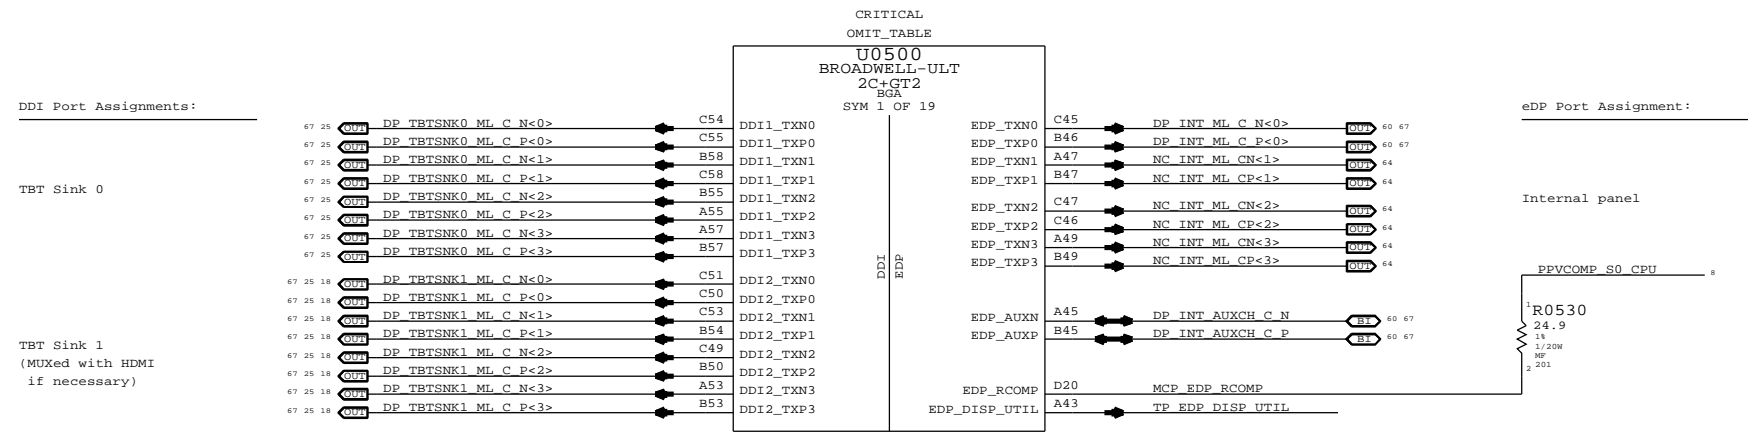 CRITICAL
OMIT_TABLE
U0500
BROADWELL-ULT
2C+GT2
BGA
SYM 1 OF 19
DDI Port Assignments:
eDP Port Assignment:
67 25 OUT DP_TBTSNK0_ML_C_N<0> C54 DDI1_TXN0
67 25 OUT DP_TBTSNK0_ML_C_P<0> C55 DDI1_TXP0
67 25 OUT DP_TBTSNK0_ML_C_N<1> B58 DDI1_TXN1
67 25 OUT DP_TBTSNK0_ML_C_P<1> C58 DDI1_TXP1
TBT Sink 0
67 25 OUT DP_TBTSNK0_ML_C_N<2> B55 DDI1_TXN2
67 25 OUT DP_TBTSNK0_ML_C_P<2> A55 DDI1_TXP2
67 25 OUT DP_TBTSNK0_ML_C_N<3> A57 DDI1_TXN3
67 25 OUT DP_TBTSNK0_ML_C_P<3> B57 DDI1_TXP3
67 25 18 OUT DP_TBTSNK1_ML_C_N<0> C51 DDI2_TXN0
67 25 18 OUT DP_TBTSNK1_ML_C_P<0> C50 DDI2_TXP0
67 25 18 OUT DP_TBTSNK1_ML_C_N<1> C53 DDI2_TXN1
67 25 18 OUT DP_TBTSNK1_ML_C_P<1> B54 DDI2_TXP1
TBT Sink 1
(MUXed with HDMI
if necessary)
67 25 18 OUT DP_TBTSNK1_ML_C_N<2> C49 DDI2_TXN2
67 25 18 OUT DP_TBTSNK1_ML_C_P<2> B50 DDI2_TXP2
67 25 18 OUT DP_TBTSNK1_ML_C_N<3> A53 DDI2_TXN3
67 25 18 OUT DP_TBTSNK1_ML_C_P<3> B53 DDI2_TXP3
DDI
EDP
EDP_TXN0 C45 DP_INT_ML_C_N<0> OUT 60 67
EDP_TXP0 B46 DP_INT_ML_C_P<0> OUT 60 67
EDP_TXN1 A47 NC_INT_ML_CN<1> OUT 64
EDP_TXP1 B47 NC_INT_ML_CP<1> OUT 64
EDP_TXN2 C47 NC_INT_ML_CN<2> OUT 64
EDP_TXP2 C46 NC_INT_ML_CP<2> OUT 64
EDP_TXN3 A49 NC_INT_ML_CN<3> OUT 64
EDP_TXP3 B49 NC_INT_ML_CP<3> OUT 64
Internal panel
EDP_AUXN A45 DP_INT_AUXCH_C_N BI 60 67
EDP_AUXP B45 DP_INT_AUXCH_C_P BI 60 67
EDP_RCOMP D20 MCP_EDP_RCOMP
EDP_DISP_UTIL A43 TP_EDP_DISP_UTIL
PPVCOMP_S0_CPU 8
1
R0530
24.9
1%
1/20W
MF
201
2